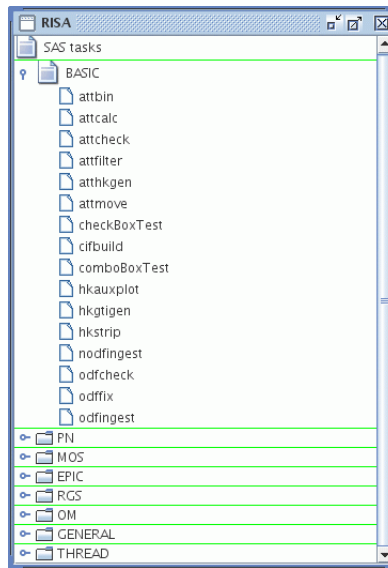 RISA
SAS tasks
BASIC
attbin
attcalc
attcheck
attfilter
atthkgen
attmove
checkBoxTest
cifbuild
comboBoxTest
hkauxplot
hkgtigen
hkstrip
nodfingest
odfcheck
odffix
odfingest
PN
MOS
EPIC
RGS
OM
GENERAL
THREAD